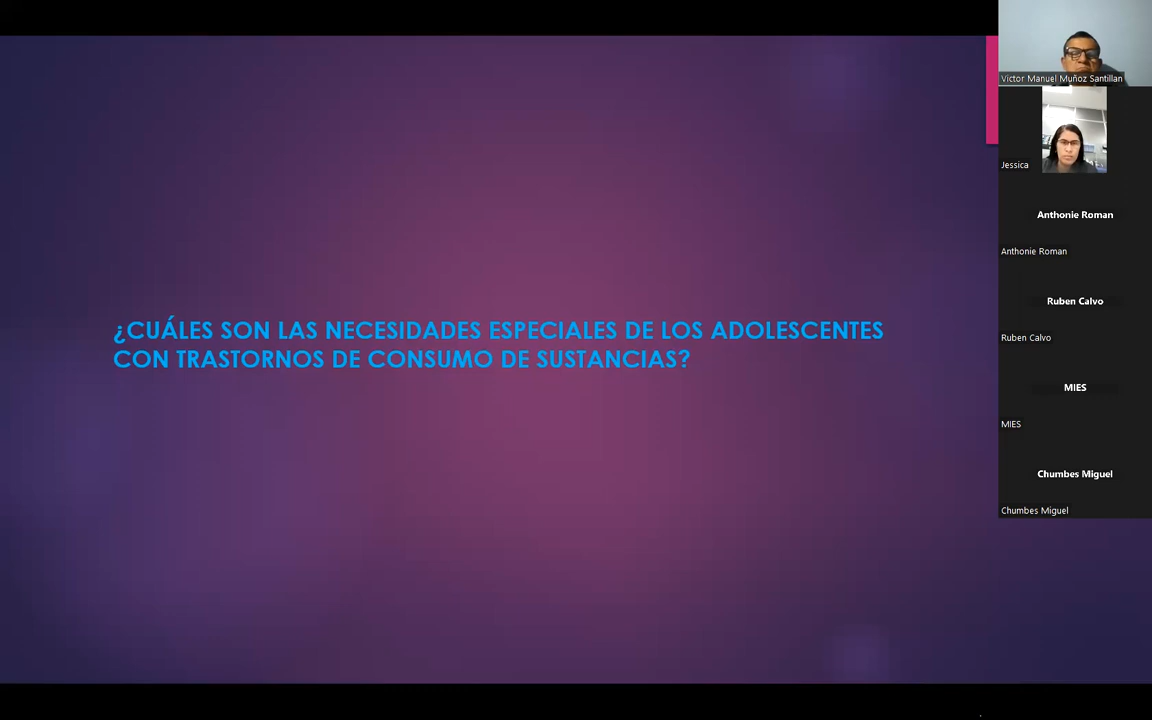 ¿CUÁLES SON LAS NECESIDADES ESPECIALES DE LOS ADOLESCENTES
CON TRASTORNOS DE CONSUMO DE SUSTANCIAS?
Víctor Manuel Muñoz Santillan
Jessica
Anthonie Roman
Anthonie Roman
Ruben Calvo
Ruben Calvo
MIES
MIES
Chumbes Miguel
Chumbes Miguel